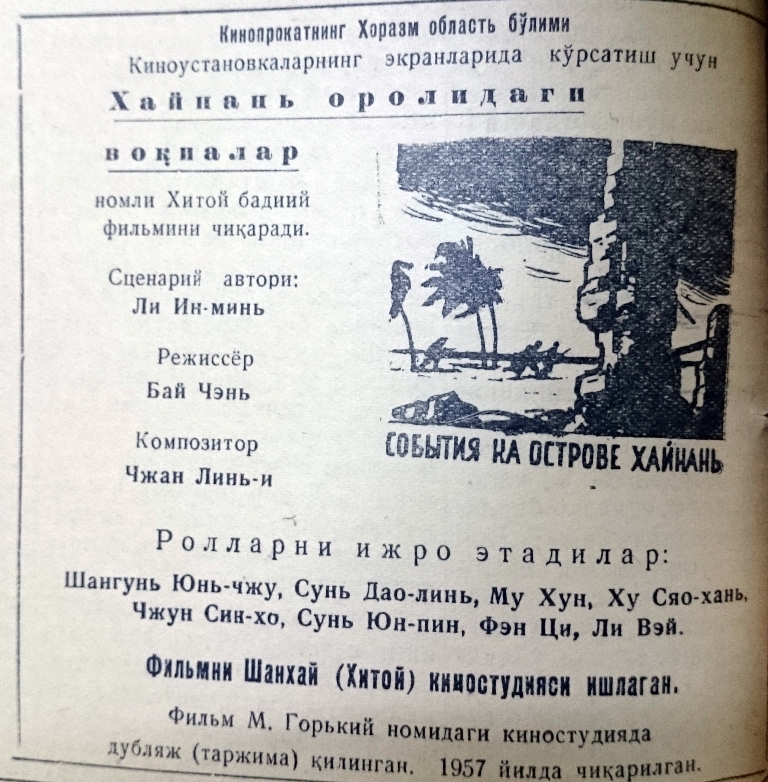 Кинопрокатнинг Хоразм область бўлими
Киноустановкаларнинг экранларида кўрсатиш учун
Хайнань оролидаги
воқиалар
номли Хитой бадиий
фильмини чиқаради.
Сценарий автори:
Ли Ин-минь
Режиссёр
Бай Чэнь
Композитор
Чжан Линь-и
СОБЫТИЯ НА ОСТРОВЕ ХАЙНАНЬ
Ролларни ижро этадилар:
Шангунь Юнь-чжу, Сунь Дао-линь, Му Хун, Ху Сяо-хань,
Чжун Син-хо, Сунь Юн-пин, Фэн Ци, Ли Вэй.
Фильмни Шанхай (Хитой) киностудияси ишлаган.
Фильм М. Горький номидаги киностудияда
дубляж (таржима) қилинган. 1957 йилда чиқарилган.